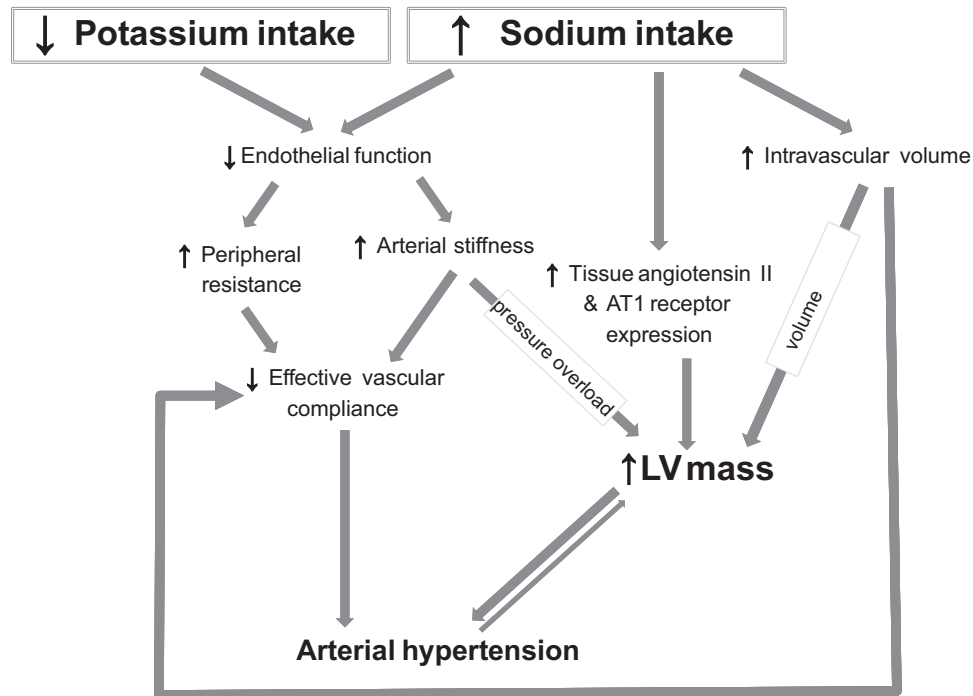 ↓ Potassium intake
↑ Sodium intake
↓ Endothelial function
↑ Intravascular volume
↑ Peripheral
resistance
↑ Arterial stiffness
↑ Tissue angiotensin II
& AT1 receptor
expression
volume
pressure overload
↓ Effective vascular
compliance
↑ LV mass
Arterial hypertension